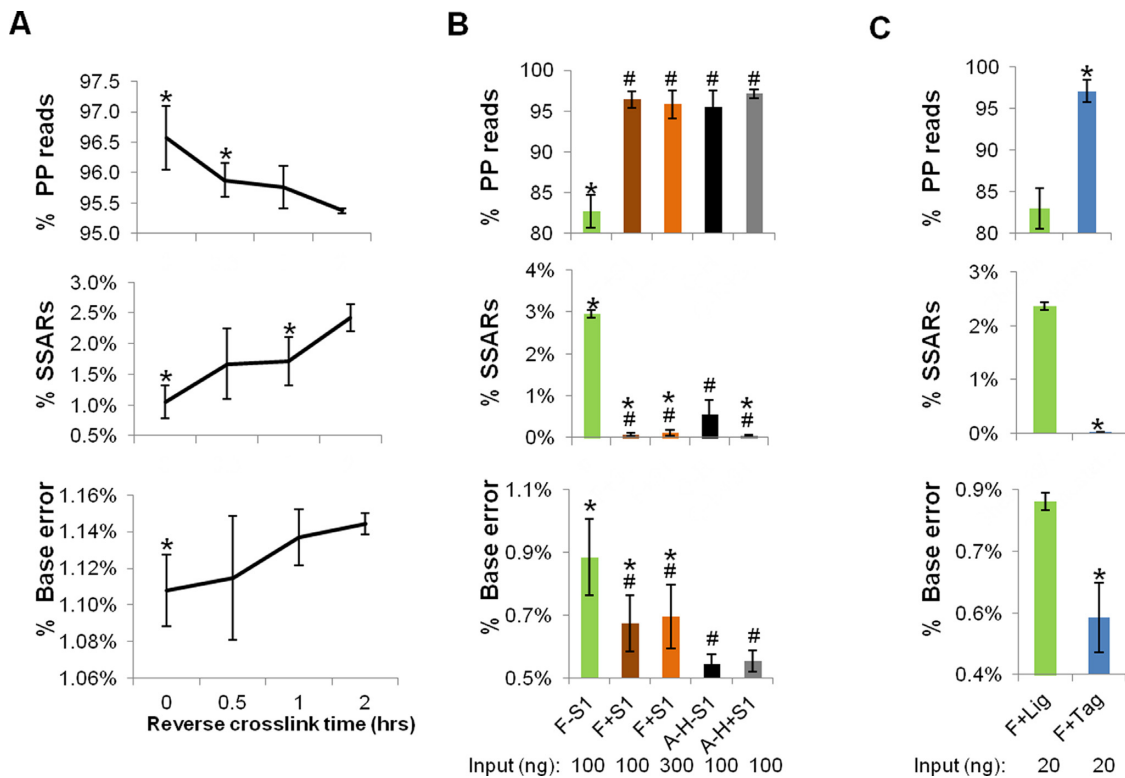 A
% PP reads
97.5
97.0
96.5
96.0
95.5
95.0
*
*
% SSARs
3.0%
2.5%
2.0%
1.5%
1.0%
0.5%
*
*
% Base error
1.16%
1.14%
1.12%
1.10%
1.08%
1.06%
*
0 0.5 1 2
Reverse crosslink time (hrs)
B
% PP reads
100
95
90
85
80
* # # # #
% SSARs
4%
3%
2%
1%
0%
* * * # *
# # #
% Base error
1.1%
0.9%
0.7%
0.5%
* * * # #
# #
F-S1 F+S1 F+S1 A-H-S1 A-H+S1
Input (ng): 100 100 300 100 100
C
% PP reads
100
95
90
85
80
*
% SSARs
3%
2%
1%
0%
*
% Base error
0.9%
0.7%
0.6%
0.4%
*
F+Lig F+Tag
Input (ng): 20 20